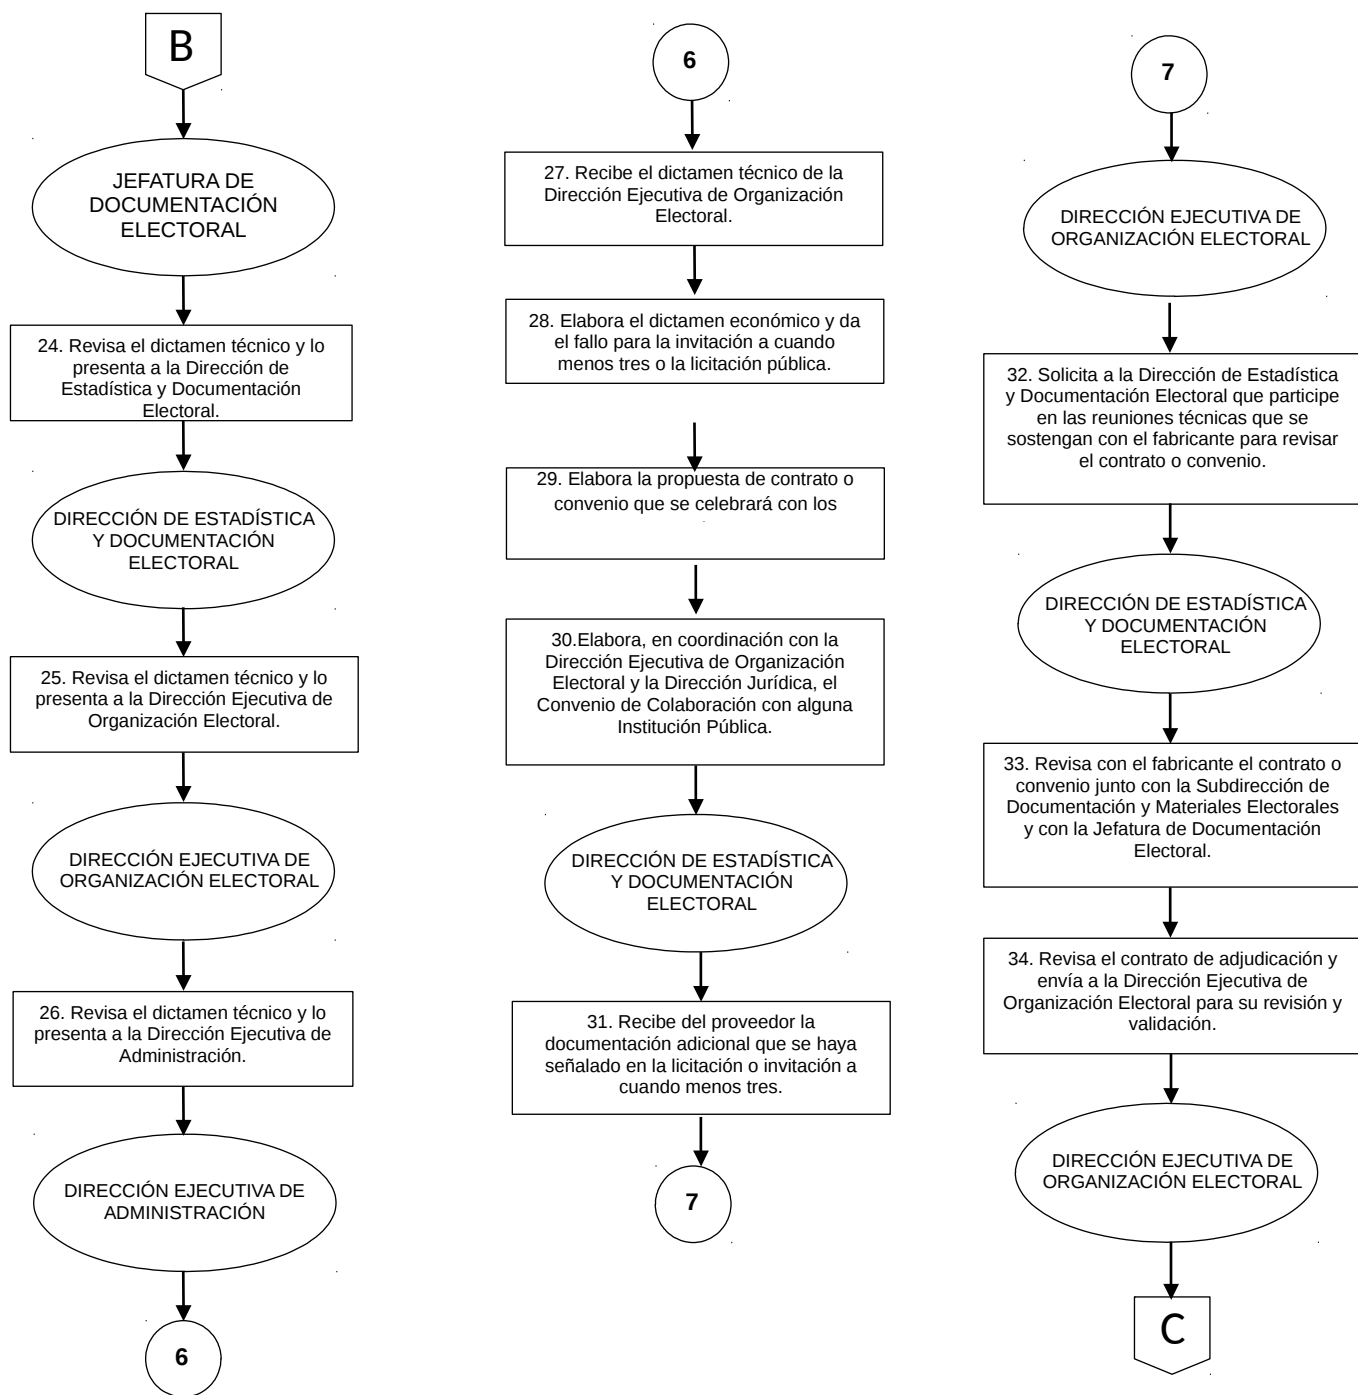 B
JEFATURA DE
DOCUMENTACIÓN
ELECTORAL
24. Revisa el dictamen técnico y lo
presenta a la Dirección de
Estadística y Documentación
Electoral.
DIRECCIÓN DE ESTADÍSTICA
Y DOCUMENTACIÓN
ELECTORAL
25. Revisa el dictamen técnico y lo
presenta a la Dirección Ejecutiva de
Organización Electoral.
DIRECCIÓN EJECUTIVA DE
ORGANIZACIÓN ELECTORAL
26. Revisa el dictamen técnico y lo
presenta a la Dirección Ejecutiva de
Administración.
DIRECCIÓN EJECUTIVA DE
ADMINISTRACIÓN
6
6
27. Recibe el dictamen técnico de la
Dirección Ejecutiva de Organización
Electoral.
28. Elabora el dictamen económico y da
el fallo para la invitación a cuando
menos tres o la licitación pública.
29. Elabora la propuesta de contrato o
convenio que se celebrará con los
30.Elabora, en coordinación con la
Dirección Ejecutiva de Organización
Electoral y la Dirección Jurídica, el
Convenio de Colaboración con alguna
Institución Pública.
DIRECCIÓN DE ESTADÍSTICA
Y DOCUMENTACIÓN
ELECTORAL
31. Recibe del proveedor la
documentación adicional que se haya
señalado en la licitación o invitación a
cuando menos tres.
7
7
DIRECCIÓN EJECUTIVA DE
ORGANIZACIÓN ELECTORAL
32. Solicita a la Dirección de Estadística
y Documentación Electoral que participe
en las reuniones técnicas que se
sostengan con el fabricante para revisar
el contrato o convenio.
DIRECCIÓN DE ESTADÍSTICA
Y DOCUMENTACIÓN
ELECTORAL
33. Revisa con el fabricante el contrato o
convenio junto con la Subdirección de
Documentación y Materiales Electorales
y con la Jefatura de Documentación
Electoral.
34. Revisa el contrato de adjudicación y
envía a la Dirección Ejecutiva de
Organización Electoral para su revisión y
validación.
DIRECCIÓN EJECUTIVA DE
ORGANIZACIÓN ELECTORAL
C